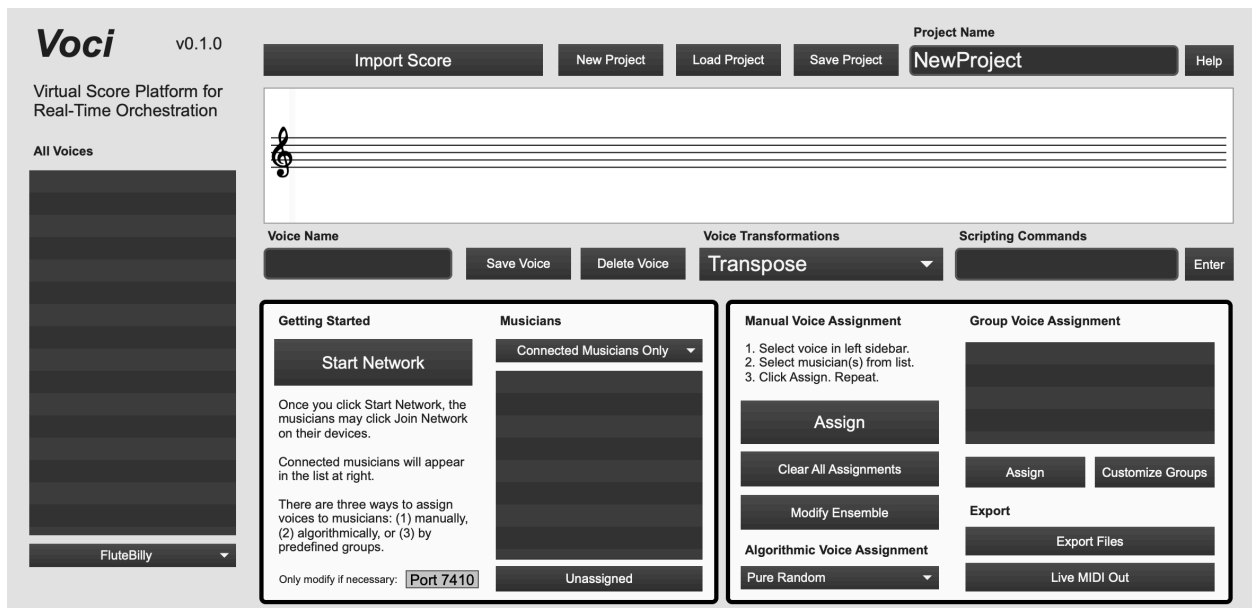 Voci v0.1.0
Virtual Score Platform for
Real-Time Orchestration
All Voices
FluteBilly
Import Score
New Project
Load Project
Save Project
Project Name
NewProject
Help
Voice Name
Save Voice
Delete Voice
Voice Transformations
Transpose
Scripting Commands
Enter
Getting Started
Start Network
Once you click Start Network, the
musicians may click Join Network
on their devices.
Connected musicians will appear
in the list at right.
There are three ways to assign
voices to musicians: (1) manually,
(2) algorithmically, or (3) by
predefined groups.
Only modify if necessary: Port 7410
Musicians
Connected Musicians Only
Unassigned
Manual Voice Assignment
1. Select voice in left sidebar.
2. Select musician(s) from list.
3. Click Assign. Repeat.
Assign
Clear All Assignments
Modify Ensemble
Algorithmic Voice Assignment
Pure Random
Group Voice Assignment
Assign
Customize Groups
Export
Export Files
Live MIDI Out